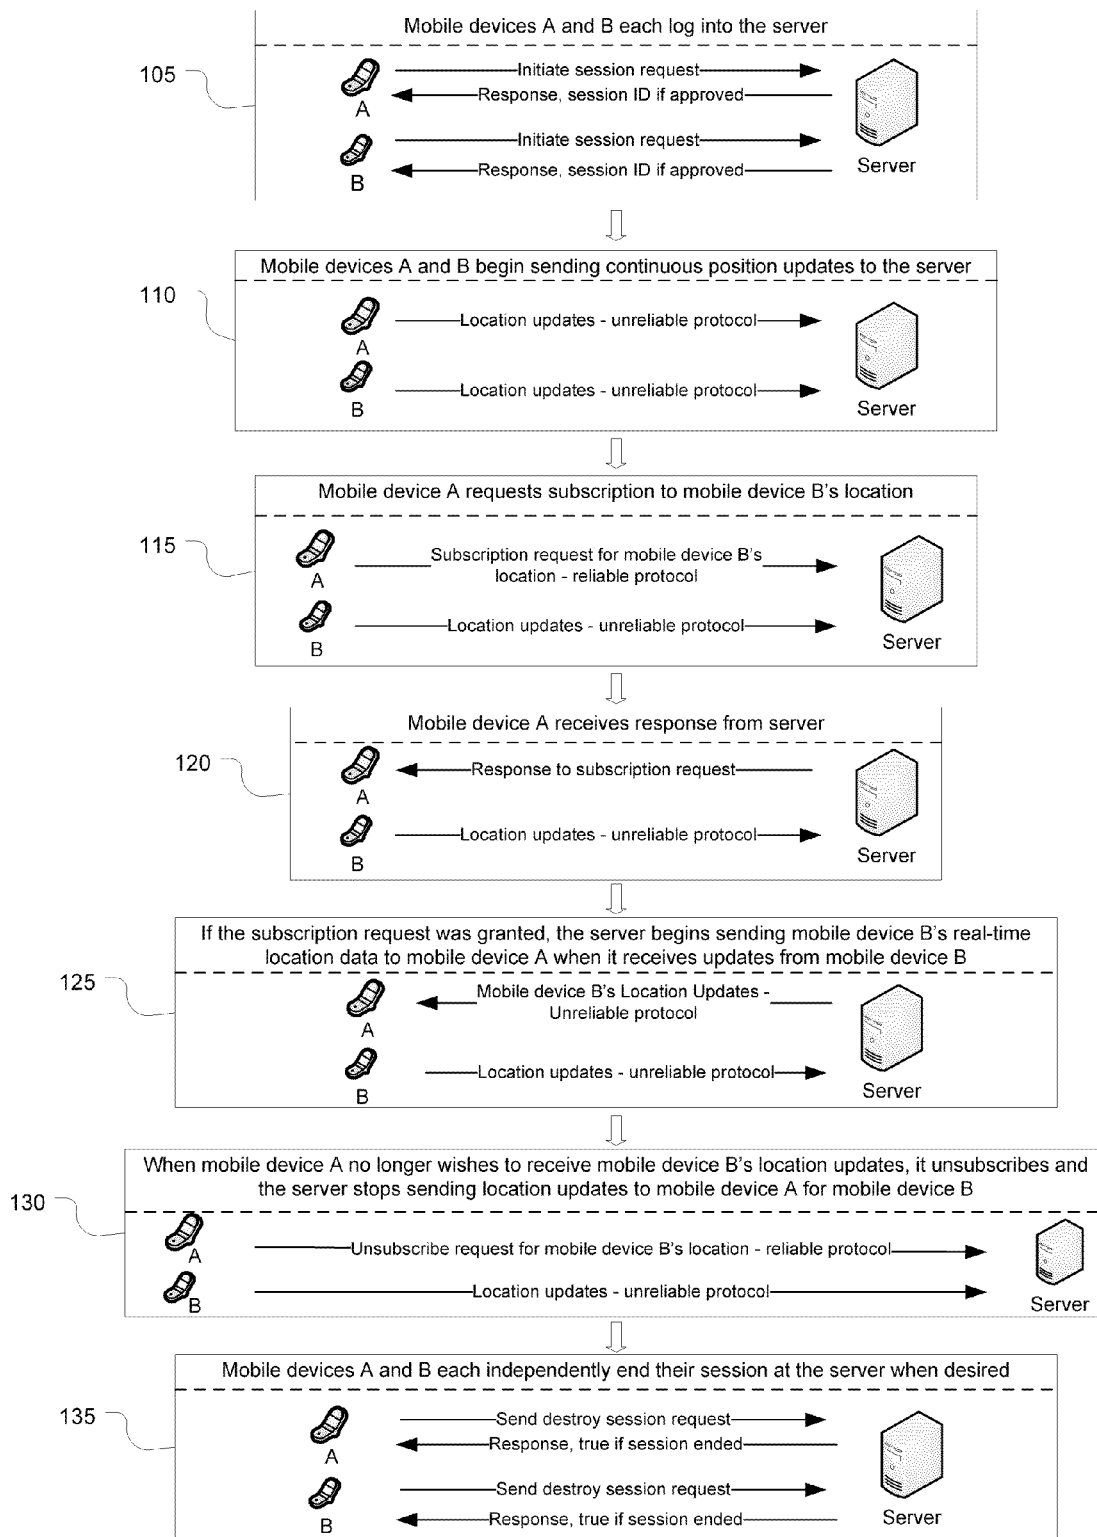 Mobile devices A and B each log into the server
105
Initiate session request
Response, session ID if approved
A
Initiate session request
Response, session ID if approved
B
Server
Mobile devices A and B begin sending continuous position updates to the server
110
Location updates - unreliable protocol
A
Location updates - unreliable protocol
B
Server
Mobile device A requests subscription to mobile device B's location
115
Subscription request for mobile device B's
location - reliable protocol
A
Location updates - unreliable protocol
B
Server
Mobile device A receives response from server
120
Response to subscription request
A
Location updates - unreliable protocol
B
Server
If the subscription request was granted, the server begins sending mobile device B's real-time
location data to mobile device A when it receives updates from mobile device B
125
Mobile device B's Location Updates -
Unreliable protocol
A
Location updates - unreliable protocol
B
Server
When mobile device A no longer wishes to receive mobile device B's location updates, it unsubscribes and
the server stops sending location updates to mobile device A for mobile device B
130
Unsubscribe request for mobile device B's location - reliable protocol
A
Location updates - unreliable protocol
B
Server
Mobile devices A and B each independently end their session at the server when desired
135
Send destroy session request
Response, true if session ended
A
Send destroy session request
Response, true if session ended
B
Server